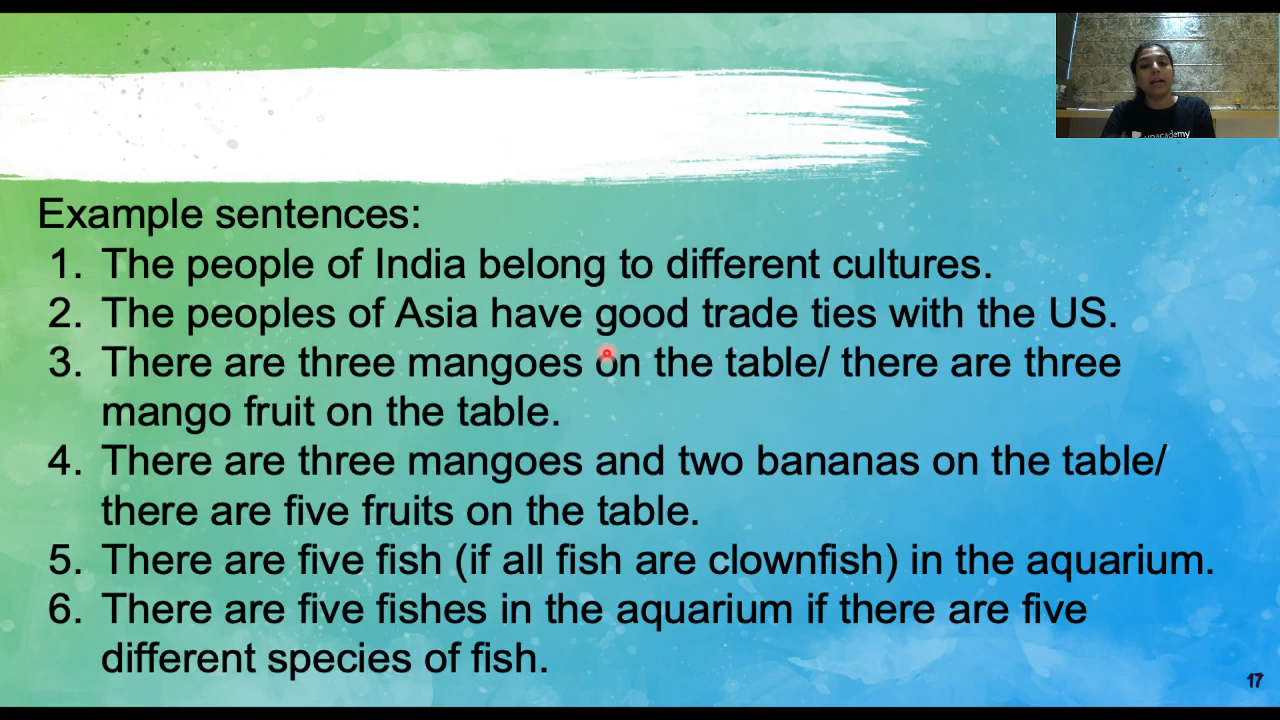 unacademy
Example sentences:
1. The people of India belong to different cultures.
2. The peoples of Asia have good trade ties with the US.
3. There are three mangoes on the table/ there are three
mango fruit on the table.
4. There are three mangoes and two bananas on the table/
there are five fruits on the table.
5. There are five fish (if all fish are clownfish) in the aquarium.
6. There are five fishes in the aquarium if there are five
different species of fish.
17